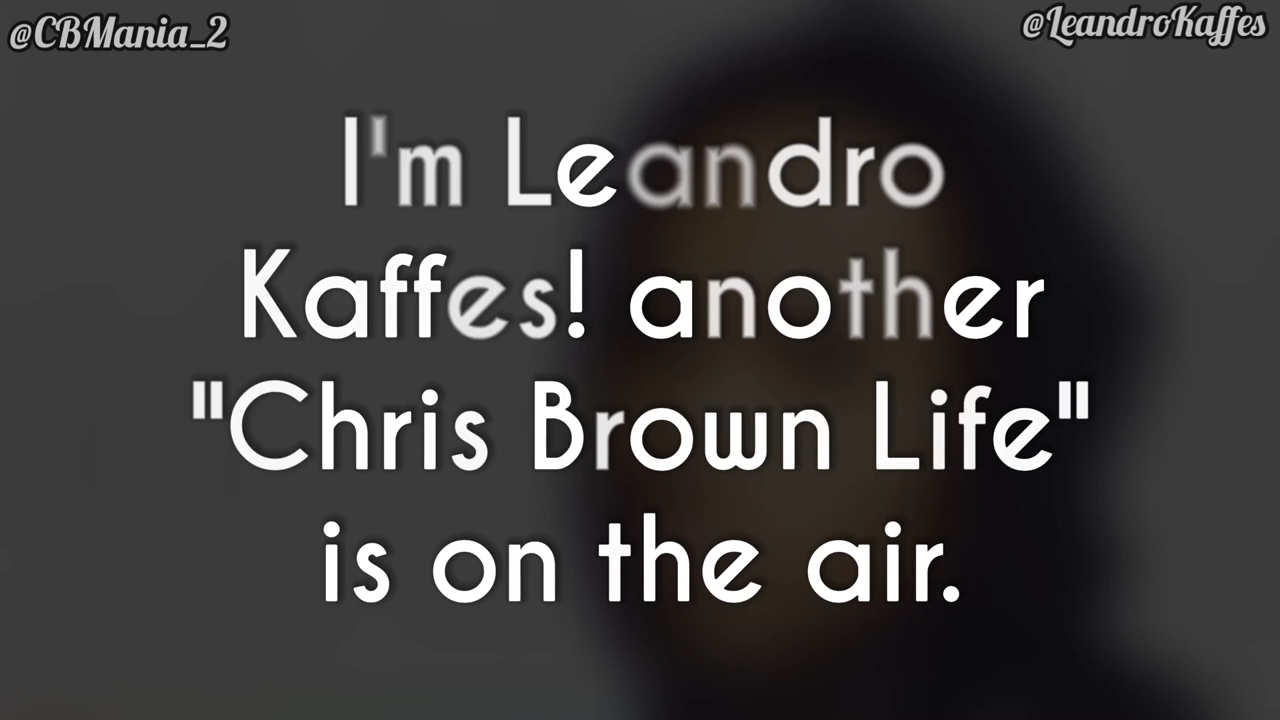 @CBMania_2
@LeandroKaffes
I'm Leandro
Kaffes! another
"Chris Brown Life"
is on the air.